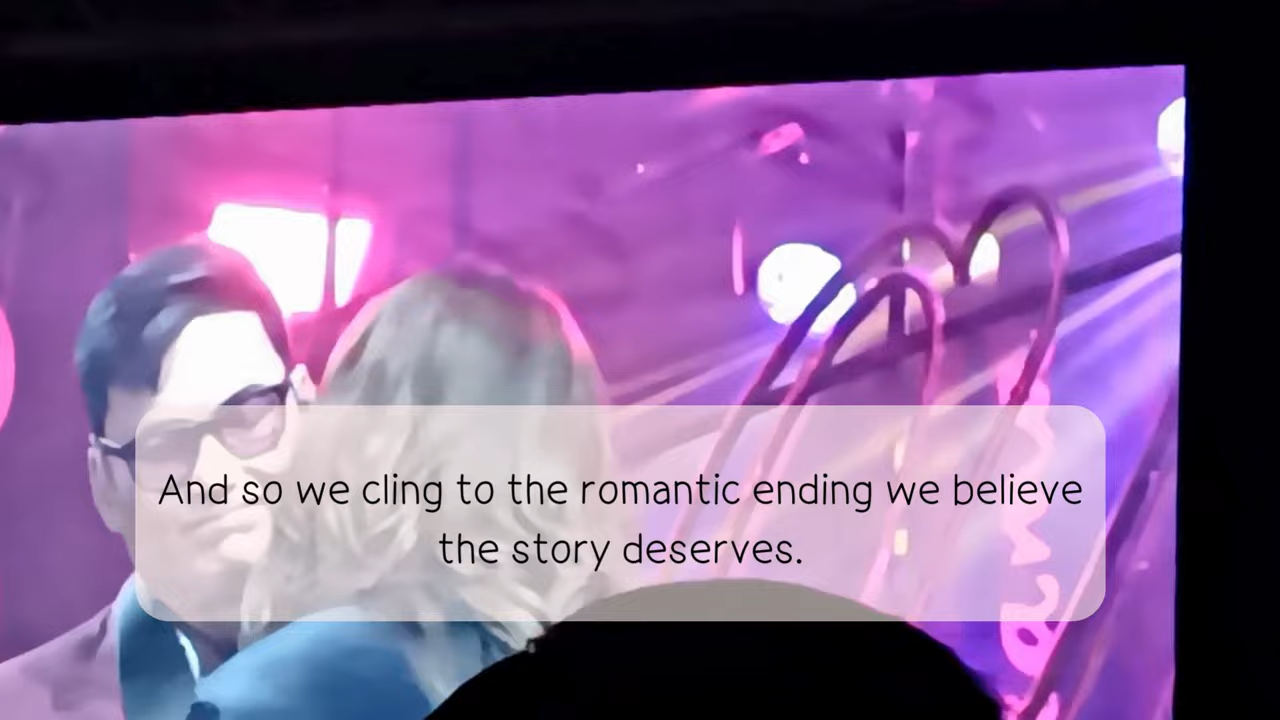 And so we cling to the romantic ending we believe
the story deserves.